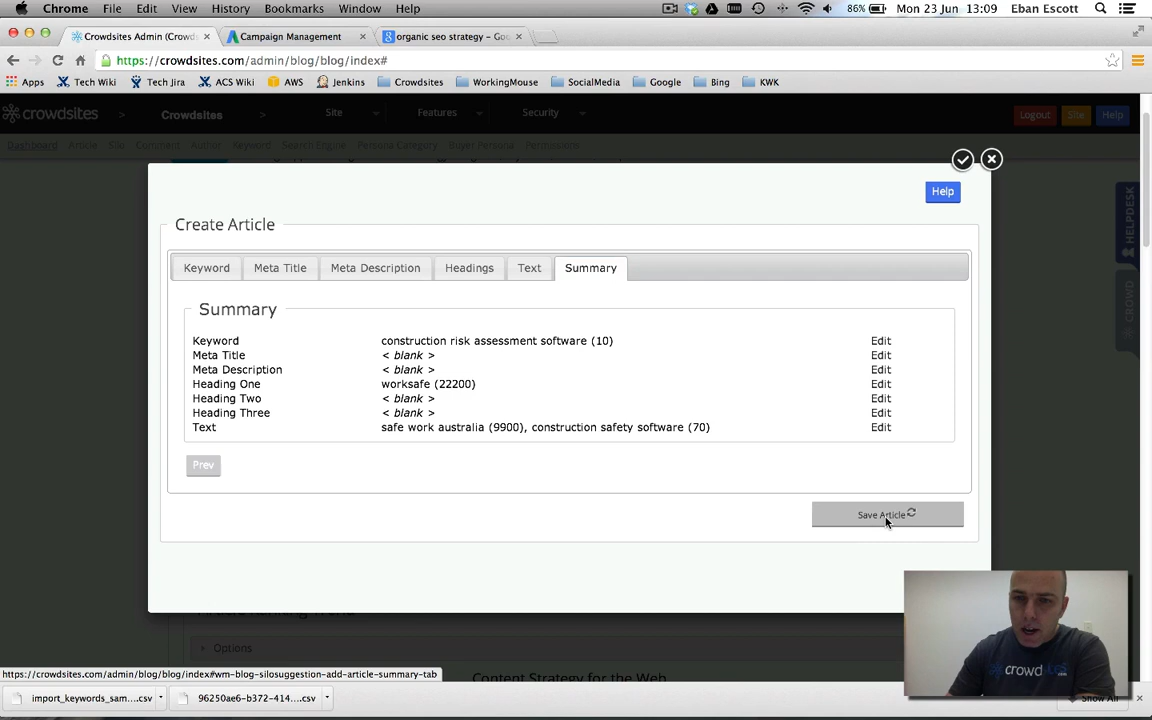 Chrome File Edit View History Bookmarks Window Help 86% Mon 23 Jun 13:09 Eban Escott
Crowdsites Admin (Crowds × Campaign Management × organic seo strategy – Goo ×
https://crowdsites.com/admin/blog/blog/index#
Apps Tech Wiki Tech Jira ACS Wiki AWS Jenkins Crowdsites WorkingMouse SocialMedia Google Bing KWK
crowdsites > Crowdsites > Site Features Security Logout Site Help
Dashboard Article Silo Comment Author Keyword Search Engine Persona Category Buyer Persona Permissions
Help
HELPDESK
CROWD
Create Article
Keyword Meta Title Meta Description Headings Text Summary
Summary
Keyword construction risk assessment software (10) Edit
Meta Title < blank > Edit
Meta Description < blank > Edit
Heading One worksafe (22200) Edit
Heading Two < blank > Edit
Heading Three < blank > Edit
Text safe work australia (9900), construction safety software (70) Edit
Prev
Save Article
Options
Content Strategy for the Web
crowdsites
https://crowdsites.com/admin/blog/blog/index#wm-blog-silosuggestion-add-article-summary-tab
import_keywords_sam....csv 96250ae6-b372-414....csv Show All